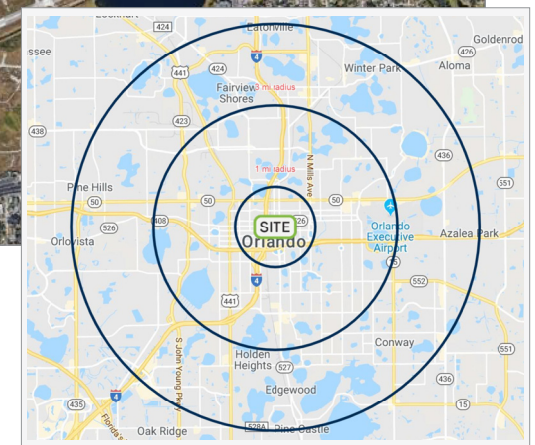 424
Eatonville
Goldenrod
4
426
441
424
Winter Park
Aloma
Fairview
Shores
3 mi radius
423
438
N Mills Ave
436
1 mi radius
Pine Hills
551
50
50
50
SITE
Orlando
408
526
Orlovista
Orlando
Executive
Airport
Azalea Park
15
4
552
441
S John Young Pkwy
Conway
Holden
Heights
527
551
Edgewood
436
4
435
15
Oak Ridge
528A
Pine Castle